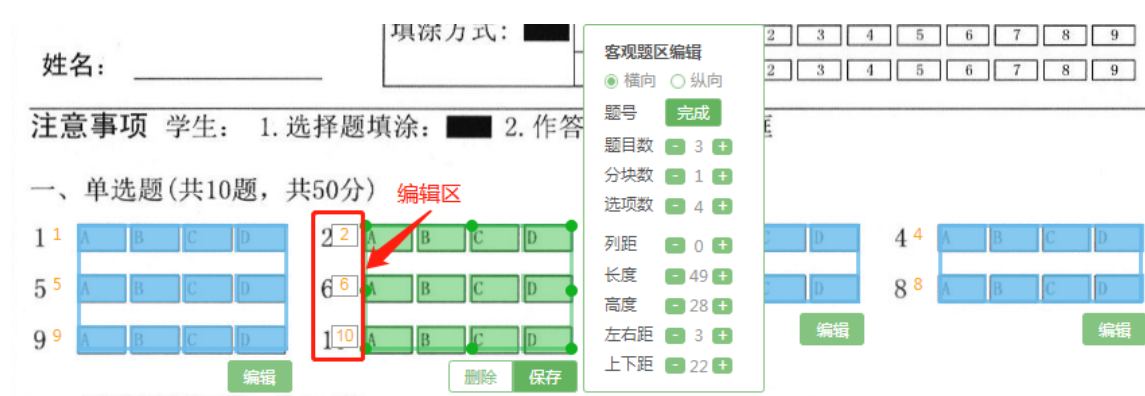 填涂方式:
2 3 4 5 6 7 8 9
姓名:
2 3 4 5 6 7 8 9
注意事项 学生: 1.选择题填涂: 2.作答
一、单选题(共10题，共50分)
编辑区
1 1 A B C D
2 2 A B C D
D
4 4 A B C D
5 5 A B C D
6 6 A B C D
D
8 8 A B C D
9 9 A B C D
10 A B C D
编辑
删除 保存
编辑
编辑
客观题区编辑
横向 纵向
题号 完成
题目数 - 3 +
分块数 - 1 +
选项数 - 4 +
列距 - 0 +
长度 - 49 +
高度 - 28 +
左右距 - 3 +
上下距 - 22 +